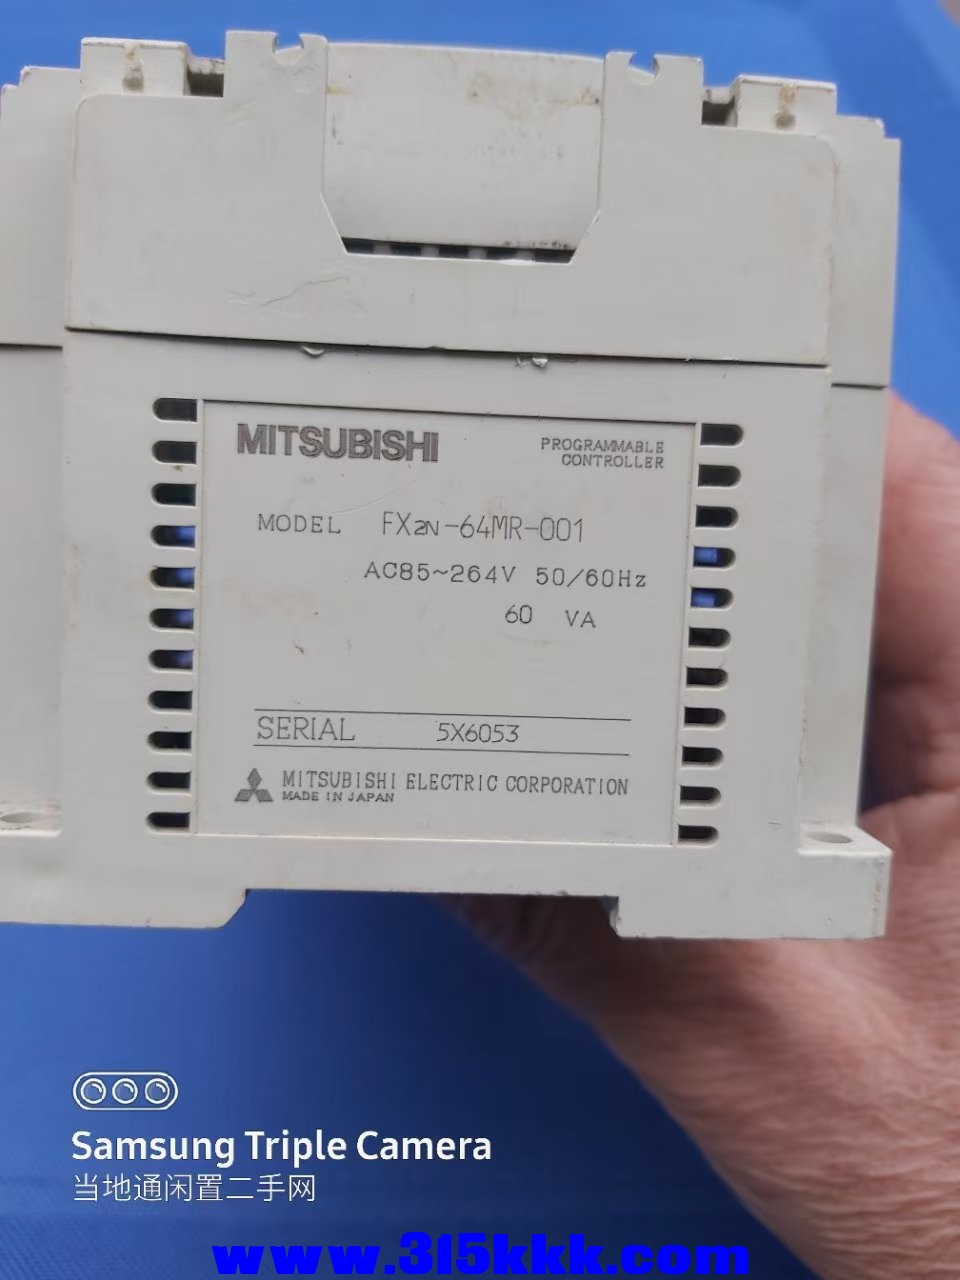 MITSUBISHI
PROGRAMMABLE
CONTROLLER
MODEL FX2N-64MR-001
AC85~264V 50/60Hz
60 VA
SERIAL 5X6053
MITSUBISHI ELECTRIC CORPORATION
MADE IN JAPAN
Samsung Triple Camera
当地通闲置二手网
www.315kkk.com